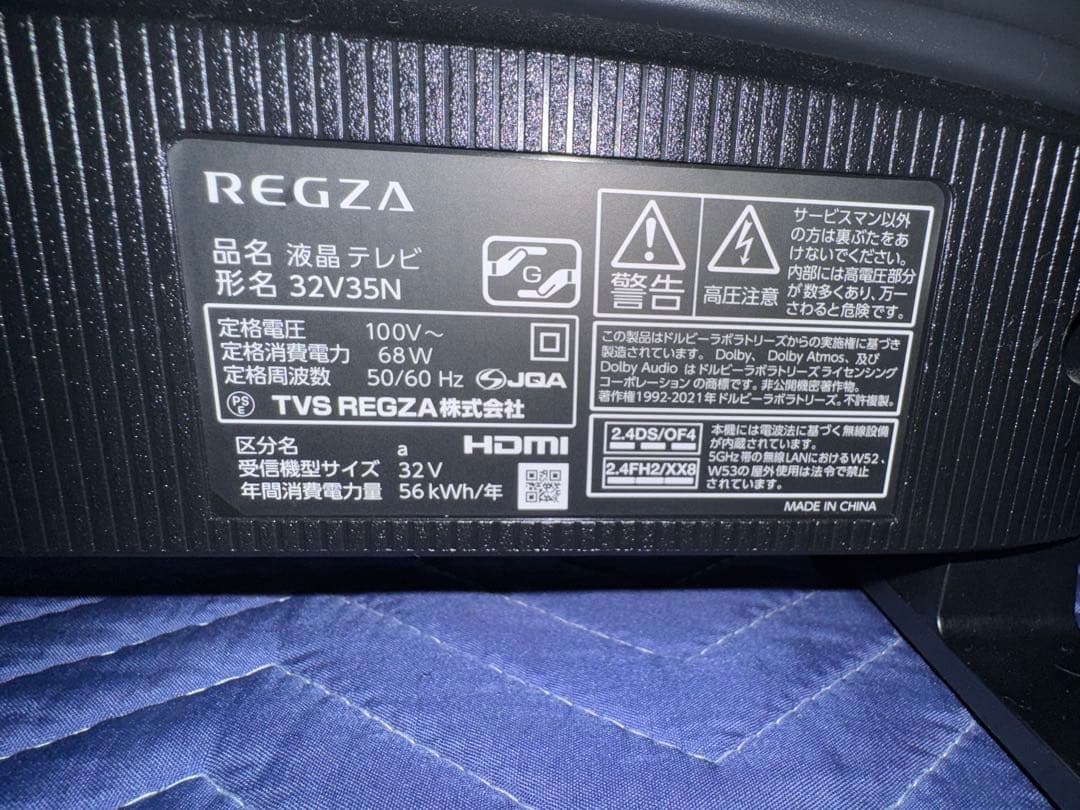 REGZA
品名 液晶テレビ
形名 32V35N
G
定格電圧 100V～
定格消費電力 68W
定格周波数 50/60 Hz
JQA
PS
E
TVS REGZA株式会社
区分名 a
HDMI
受信機型サイズ 32V
年間消費電力量 56kWh/年
警告
高圧注意
サービスマン以外
の方は裏ぶたをあ
けないでください。
内部には高電圧部分
が数多くあり、万一
さわると危険です。
この製品はドルビーラボラトリーズからの実施権に基づき
製造されています。 Dolby、 Dolby Atmos、及び
Dolby Audio はドルビーラボラトリーズライセンシング
コーポレーションの商標です。非公開機密著作物。
著作権1992-2021年ドルビーラボラトリーズ。不許複製。
2.4DS/OF4
2.4FH2/XX8
本機には電波法に基づく無線設備
が内蔵されています。
5GHz帯の無線LANにおけるW52、
W53の屋外使用は法令で禁止
されています。
MADE IN CHINA